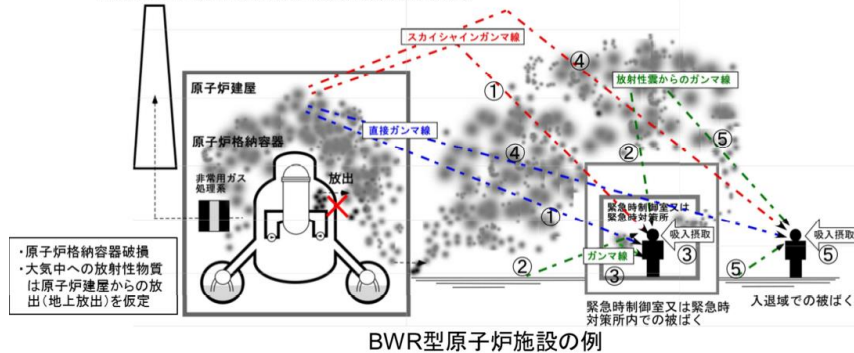 スカイシャインガンマ線
④
放射性雲からのガンマ線
原子炉建屋
①
直接ガンマ線
⑤
原子炉格納容器
④
②
非常用ガス
処理系
放出
①
緊急時制御室又は
緊急時対策所
吸入摂取
③
吸入摂取
⑤
ガンマ線
③
②
⑤
・原子炉格納容器破損
・大気中への放射性物質
は原子炉建屋からの放
出(地上放出)を仮定
緊急時制御室又は緊急時
対策所内での被ばく
入退域での被ばく
BWR型原子炉施設の例